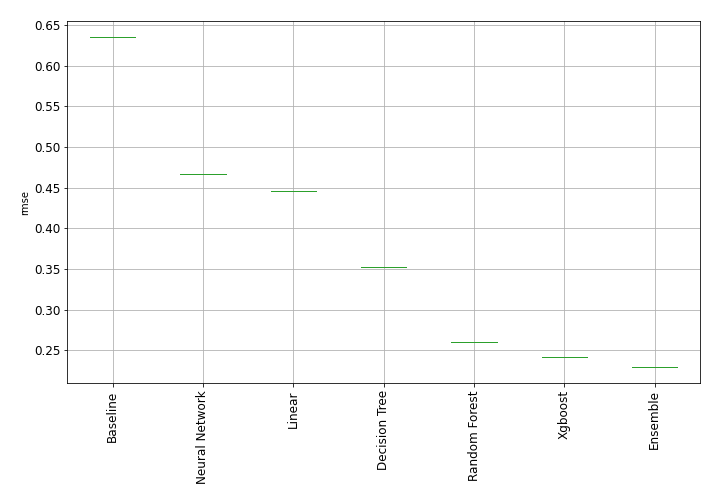 0.65
0.60
0.55
0.50
0.45
0.40
0.35
0.30
0.25
rmse
Baseline
Neural Network
Linear
Decision Tree
Random Forest
Xgboost
Ensemble